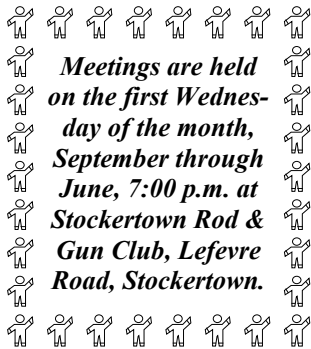 Meetings are held
on the first Wednes-
day of the month,
September through
June, 7:00 p.m. at
Stockertown Rod &
Gun Club, Lefevre
Road, Stockertown.